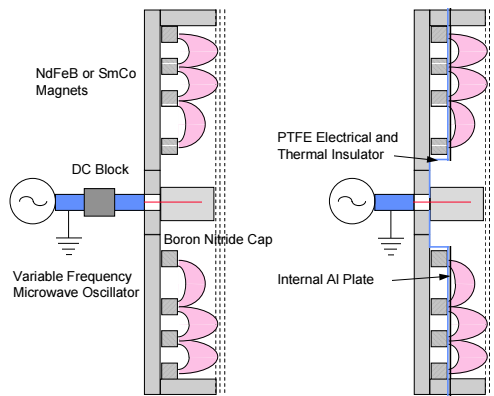 NdFeB or SmCo
Magnets
DC Block
Boron Nitride Cap
Variable Frequency
Microwave Oscillator
PTFE Electrical and
Thermal Insulator
Internal Al Plate